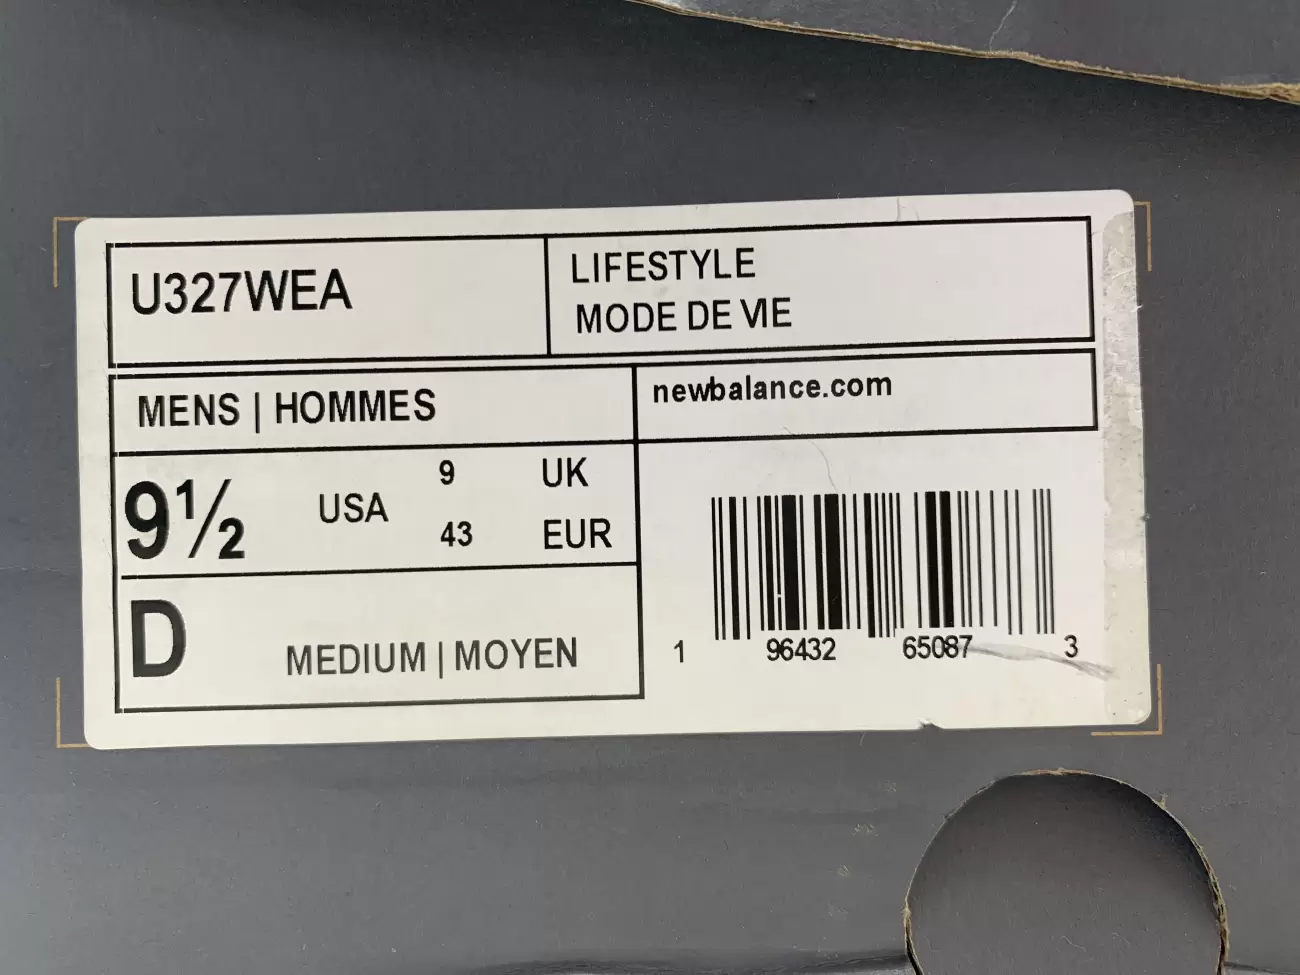 U327WEA
LIFESTYLE
MODE DE VIE
MENS | HOMMES
newbalance.com
9½ USA 9 UK
43 EUR
D MEDIUM | MOYEN
1 96432 65087 3